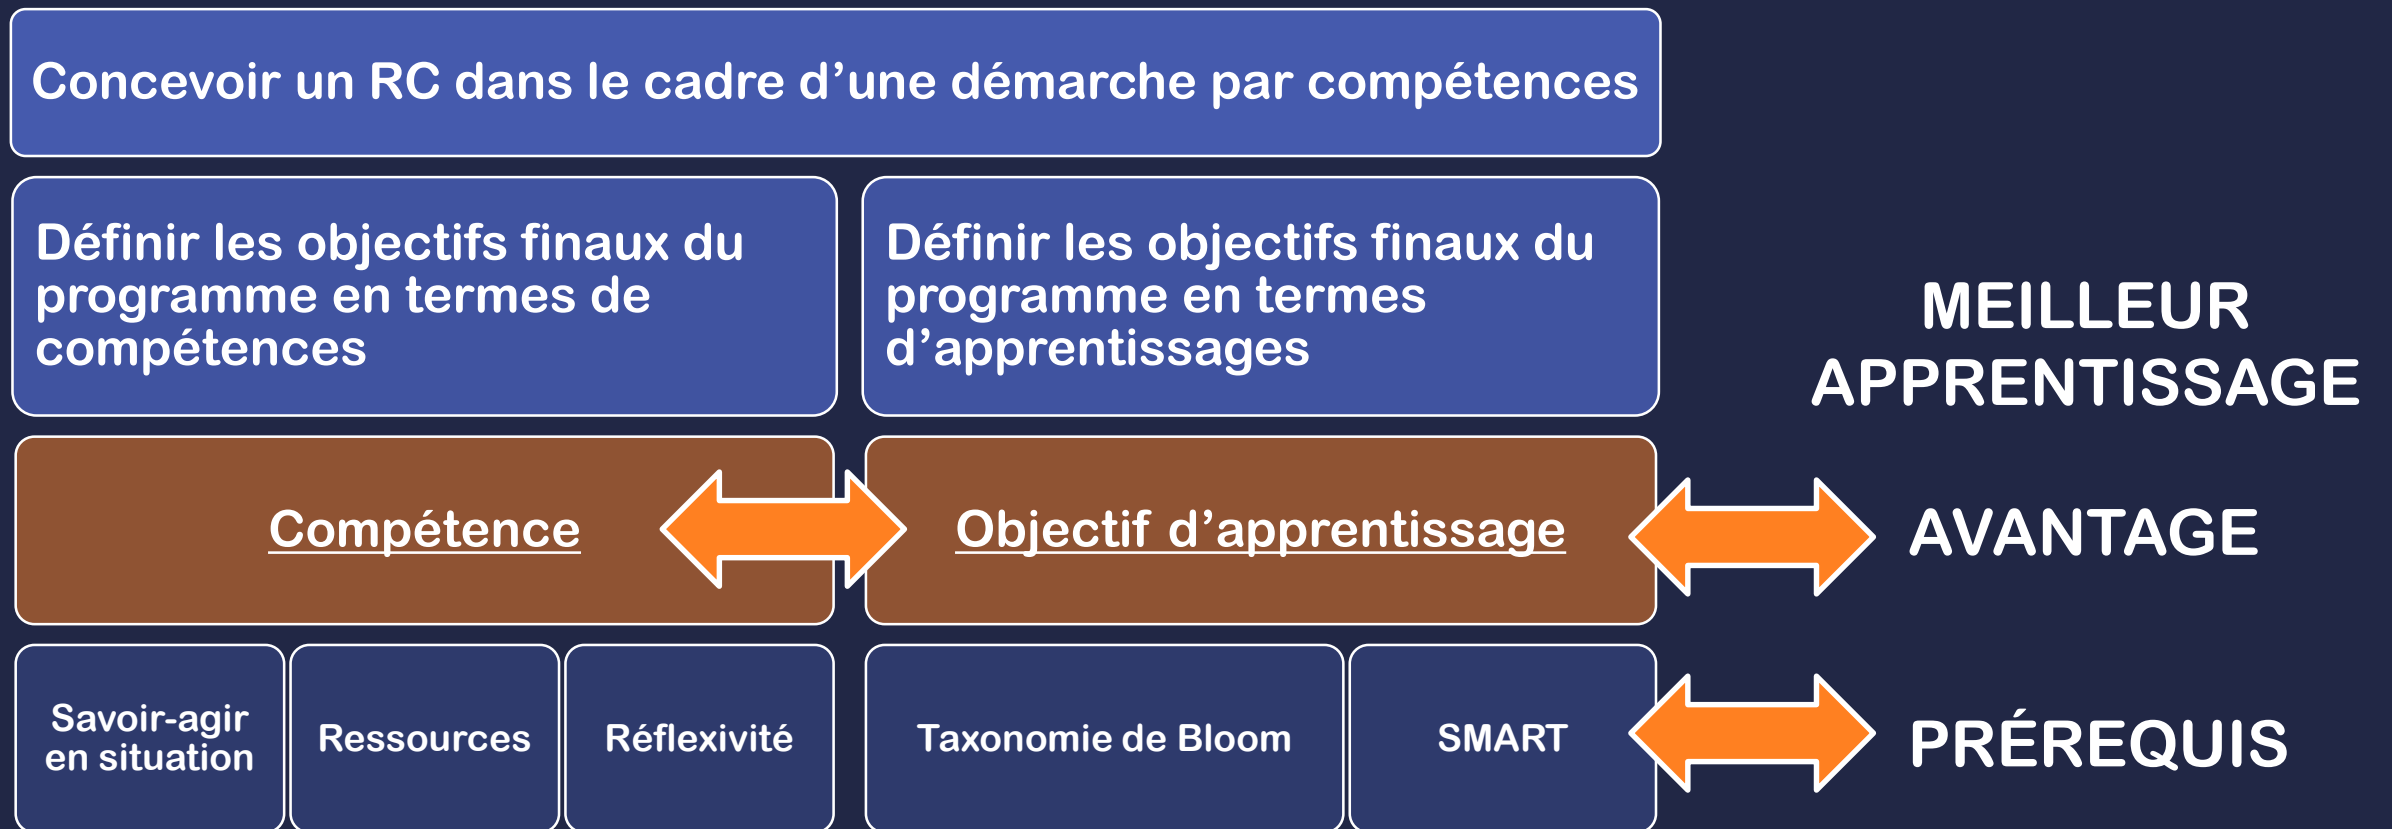 Concevoir un RC dans le cadre d’une démarche par compétences
Définir les objectifs finaux du
programme en termes de
compétences
Définir les objectifs finaux du
programme en termes
d’apprentissages
MEILLEUR
APPRENTISSAGE
Compétence
Objectif d’apprentissage
AVANTAGE
Savoir-agir
en situation
Ressources
Réflexivité
Taxonomie de Bloom
SMART
PRÉREQUIS